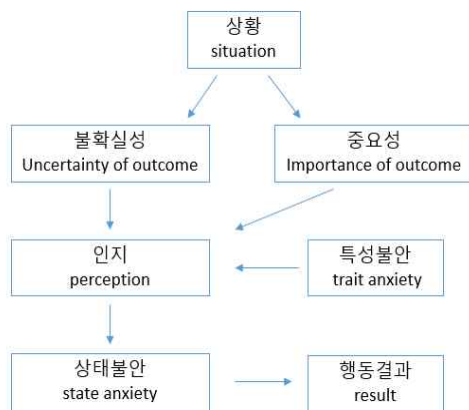 상황
situation
불확실성
Uncertainty of outcome
중요성
Importance of outcome
인지
perception
특성불안
trait anxiety
상태불안
state anxiety
행동결과
result